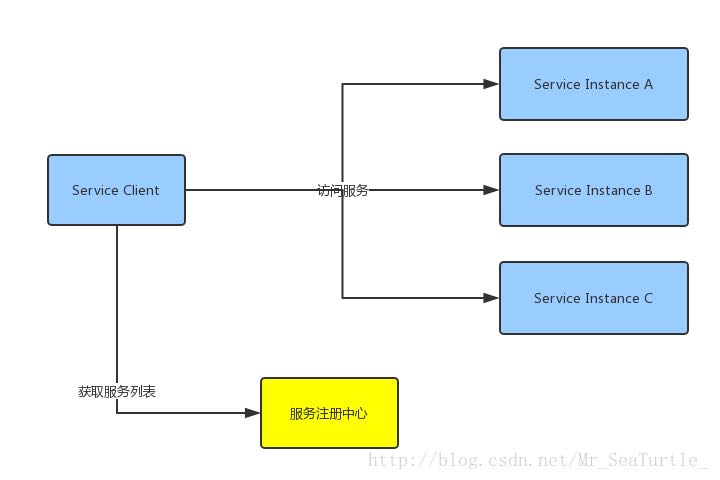 Service Instance A
Service Client
访问服务
Service Instance B
Service Instance C
获取服务列表
服务注册中心
http://blog.csdn.net/Mr_SeaTurtle_